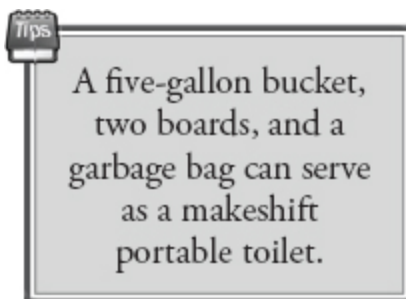 Tips
A five-gallon bucket,
two boards, and a
garbage bag can serve
as a makeshift
portable toilet.